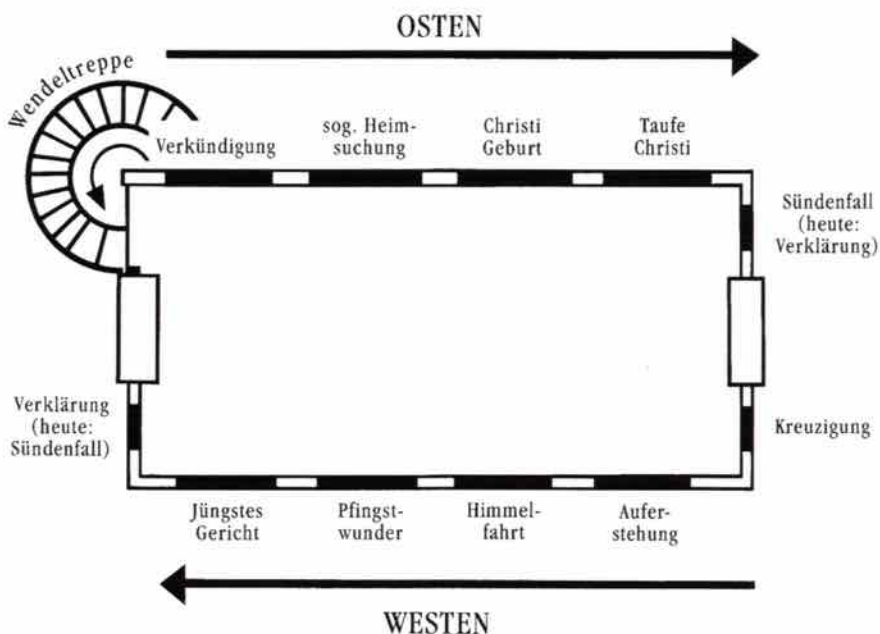 OSTEN
Wendeltreppe
Verkündigung
sog. Heim-
suchung
Christi
Geburt
Taufe
Christi
Sündenfall
(heute:
Verklärung)
Verklärung
(heute:
Sündenfall)
Kreuzigung
Jüngstes
Gericht
Pfingst-
wunder
Himmel-
fahrt
Aufer-
stehung
WESTEN